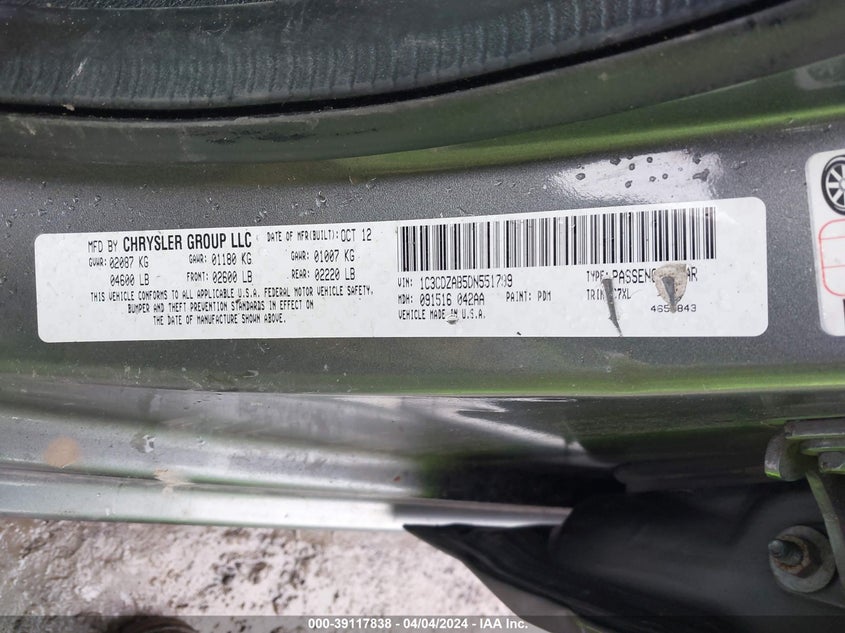 MFD BY CHRYSLER GROUP LLC DATE OF MFR(BUILT): OCT 12
GVWR: 02087 KG GAWR: 01180 KG GAWR: 01007 KG
04600 LB FRONT: 02600 LB REAR: 02220 LB
THIS VEHICLE CONFORMS TO ALL APPLICABLE U.S.A. FEDERAL MOTOR VEHICLE SAFETY,
BUMPER AND THEFT PREVENTION STANDARDS IN EFFECT ON
THE DATE OF MANUFACTURE SHOWN ABOVE.
VIN: TYPE:
MDH: 091516 042AA PAINT: PDM
VEHICLE MADE IN U.S.A.
000-39117838 - 04/04/2024 - IAA Inc.